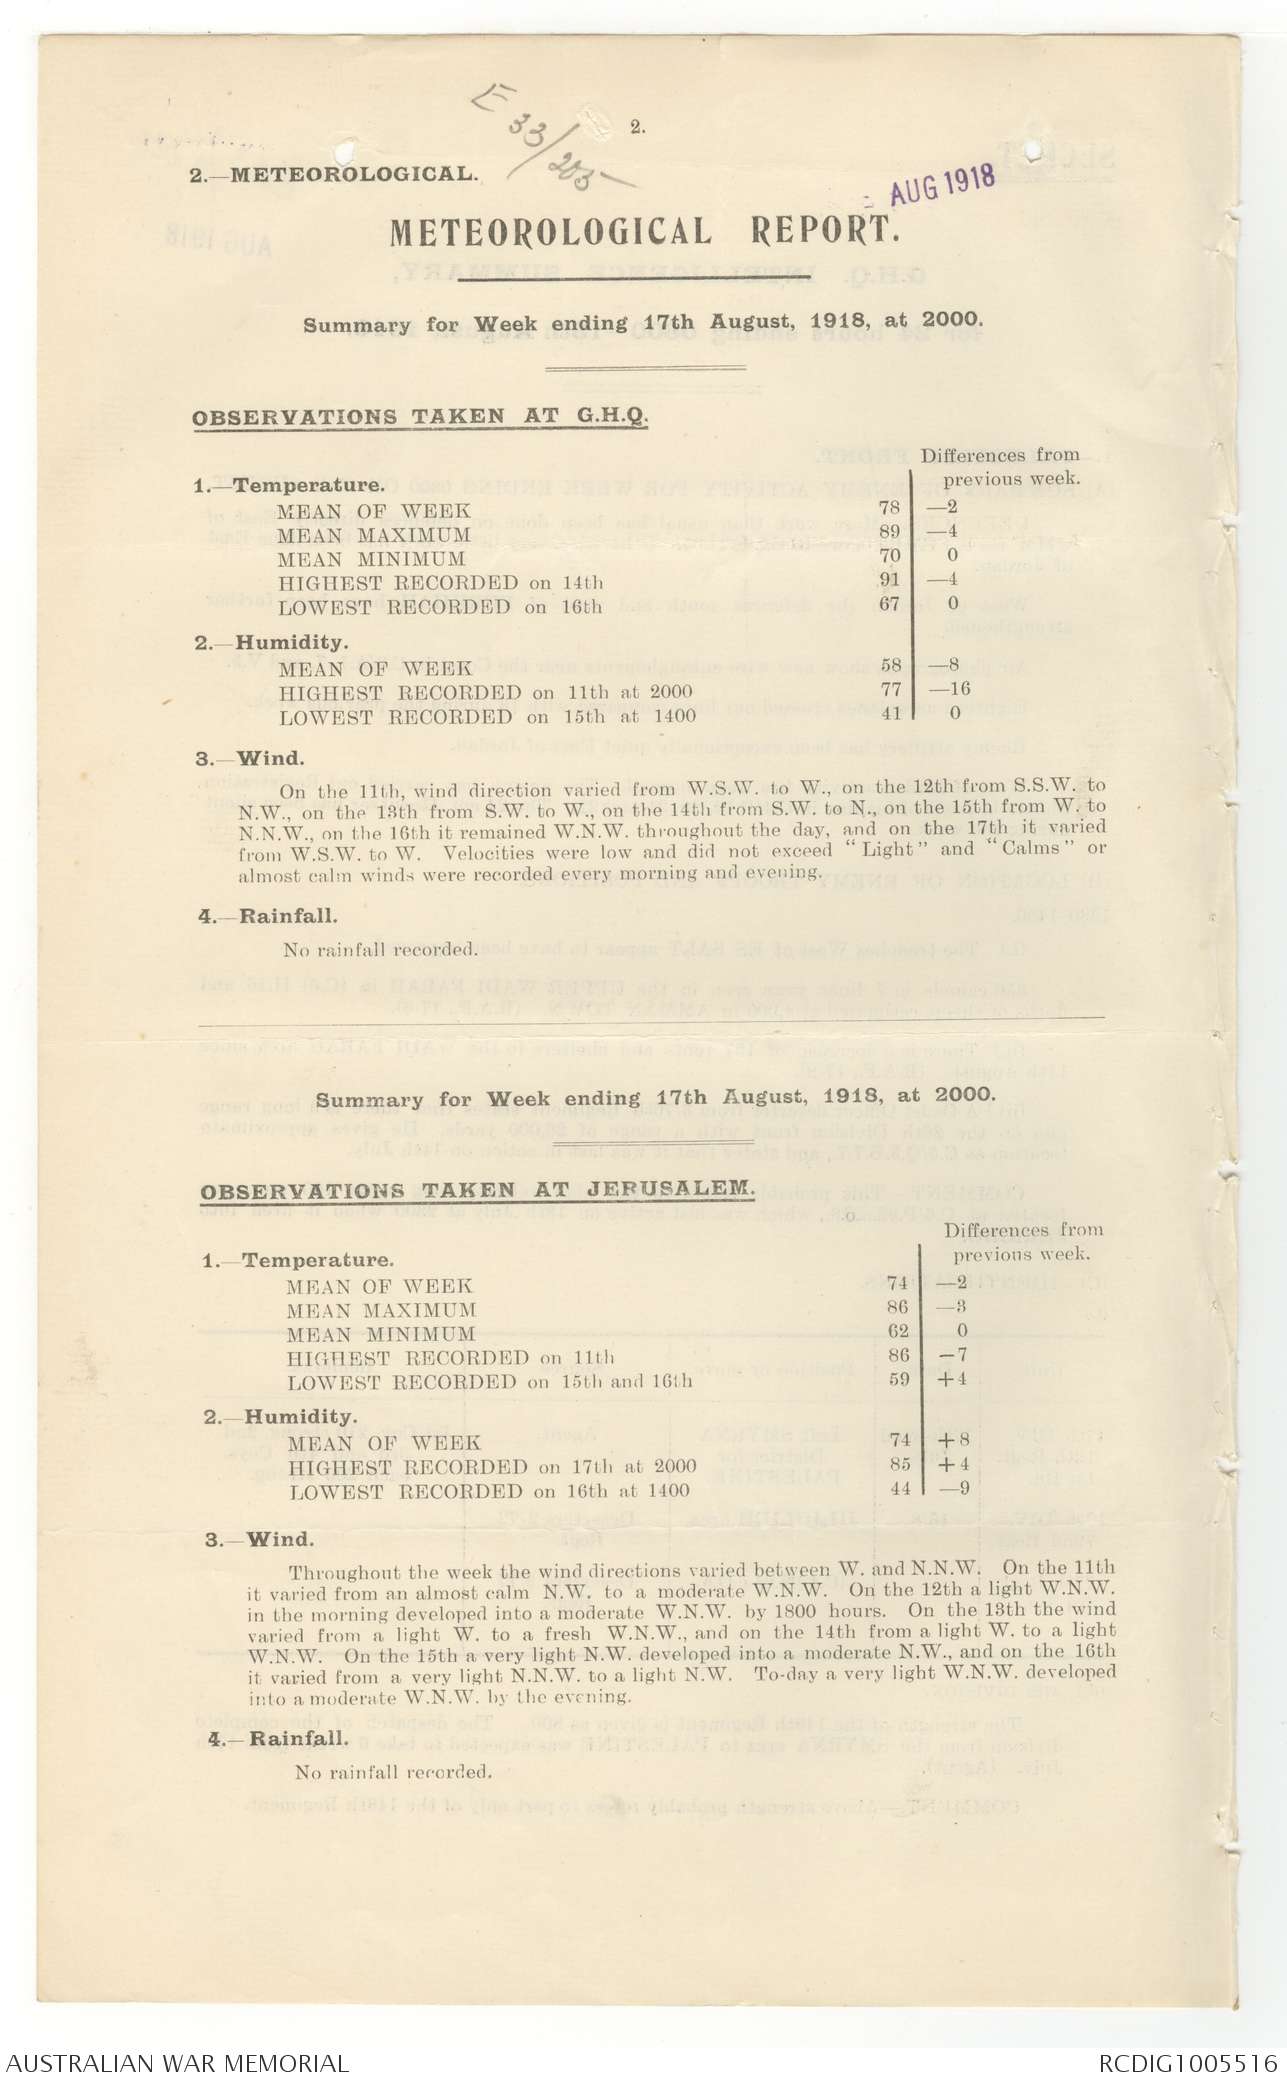 E 33/203
2.
2.—METEOROLOGICAL.
AUG 1918
METEOROLOGICAL REPORT.
Summary for Week ending 17th August, 1918, at 2000.
OBSERVATIONS TAKEN AT G.H.Q.
Differences from
previous week.
1.—Temperature.
MEAN OF WEEK 78 —2
MEAN MAXIMUM 89 —4
MEAN MINIMUM 70 0
HIGHEST RECORDED on 14th 91 —4
LOWEST RECORDED on 16th 67 0
2.—Humidity.
MEAN OF WEEK 58 —8
HIGHEST RECORDED on 11th at 2000 77 —16
LOWEST RECORDED on 15th at 1400 41 0
3.—Wind.
On the 11th, wind direction varied from W.S.W. to W., on the 12th from S.S.W. to
N.W., on the 13th from S.W. to W., on the 14th from S.W. to N., on the 15th from W. to
N.N.W., on the 16th it remained W.N.W. throughout the day, and on the 17th it varied
from W.S.W. to W. Velocities were low and did not exceed "Light" and "Calms" or
almost calm winds were recorded every morning and evening.
4.—Rainfall.
No rainfall recorded.
Summary for Week ending 17th August, 1918, at 2000.
OBSERVATIONS TAKEN AT JERUSALEM.
Differences from
previous week.
1.—Temperature.
MEAN OF WEEK 74 —2
MEAN MAXIMUM 86 —3
MEAN MINIMUM 62 0
HIGHEST RECORDED on 11th 86 —7
LOWEST RECORDED on 15th and 16th 59 +4
2.—Humidity.
MEAN OF WEEK 74 +8
HIGHEST RECORDED on 17th at 2000 85 +4
LOWEST RECORDED on 16th at 1400 44 —9
3.—Wind.
Throughout the week the wind directions varied between W. and N.N.W. On the 11th
it varied from an almost calm N.W. to a moderate W.N.W. On the 12th a light W.N.W.
in the morning developed into a moderate W.N.W. by 1800 hours. On the 13th the wind
varied from a light W. to a fresh W.N.W., and on the 14th from a light W. to a light
W.N.W. On the 15th a very light N.W. developed into a moderate N.W., and on the 16th
it varied from a very light N.N.W. to a light N.W. To-day a very light W.N.W. developed
into a moderate W.N.W. by the evening.
4.—Rainfall.
No rainfall recorded.
AUSTRALIAN WAR MEMORIAL
RCDIG1005516